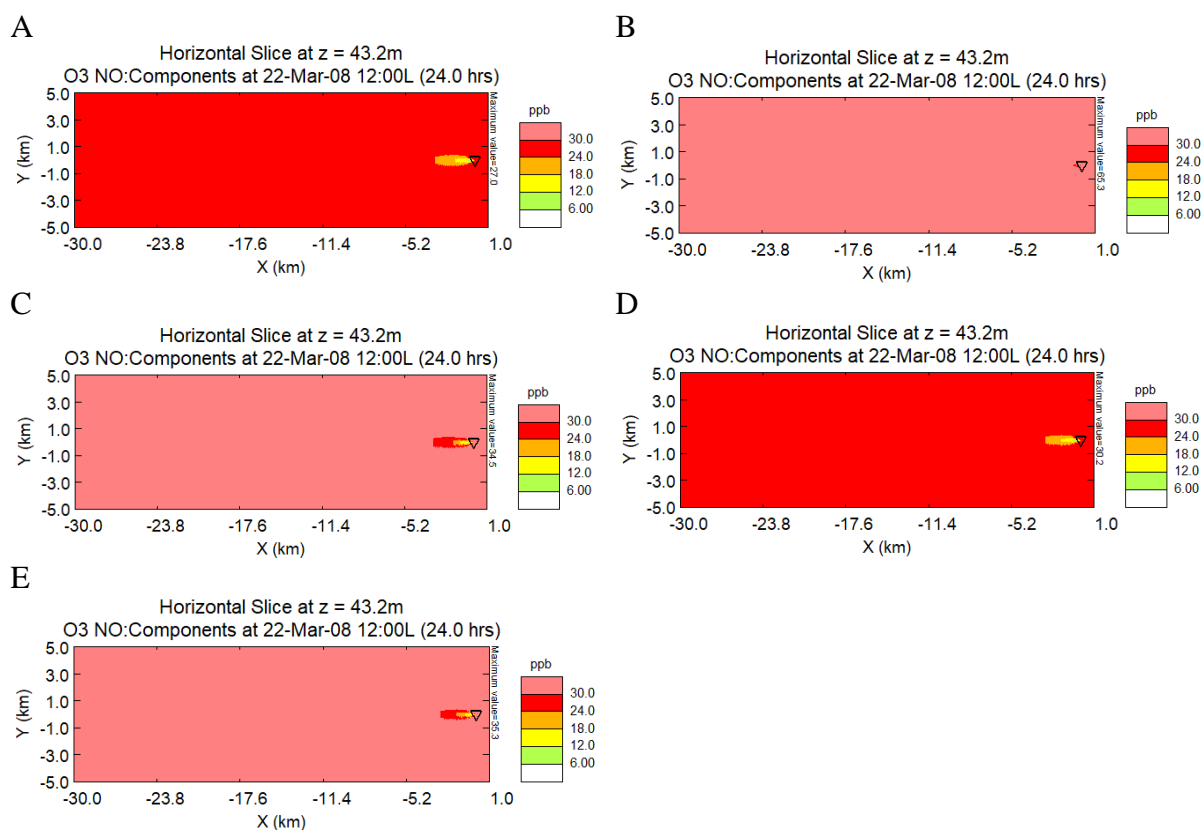 A
Horizontal Slice at z = 43.2m
O3 NO:Components at 22-Mar-08 12:00L (24.0 hrs)
5.0
3.0
1.0
-1.0
-3.0
-5.0
Y (km)
-30.0 -23.8 -17.6 -11.4 -5.2 1.0
X (km)
Maximum value=27.0
ppb
30.0
24.0
18.0
12.0
6.00
B
Horizontal Slice at z = 43.2m
O3 NO:Components at 22-Mar-08 12:00L (24.0 hrs)
5.0
3.0
1.0
-1.0
-3.0
-5.0
Y (km)
-30.0 -23.8 -17.6 -11.4 -5.2 1.0
X (km)
Maximum value=65.3
ppb
30.0
24.0
18.0
12.0
6.00
C
Horizontal Slice at z = 43.2m
O3 NO:Components at 22-Mar-08 12:00L (24.0 hrs)
5.0
3.0
1.0
-1.0
-3.0
-5.0
Y (km)
-30.0 -23.8 -17.6 -11.4 -5.2 1.0
X (km)
Maximum value=34.5
ppb
30.0
24.0
18.0
12.0
6.00
D
Horizontal Slice at z = 43.2m
O3 NO:Components at 22-Mar-08 12:00L (24.0 hrs)
5.0
3.0
1.0
-1.0
-3.0
-5.0
Y (km)
-30.0 -23.8 -17.6 -11.4 -5.2 1.0
X (km)
Maximum value=30.2
ppb
30.0
24.0
18.0
12.0
6.00
E
Horizontal Slice at z = 43.2m
O3 NO:Components at 22-Mar-08 12:00L (24.0 hrs)
5.0
3.0
1.0
-1.0
-3.0
-5.0
Y (km)
-30.0 -23.8 -17.6 -11.4 -5.2 1.0
X (km)
Maximum value=35.3
ppb
30.0
24.0
18.0
12.0
6.00